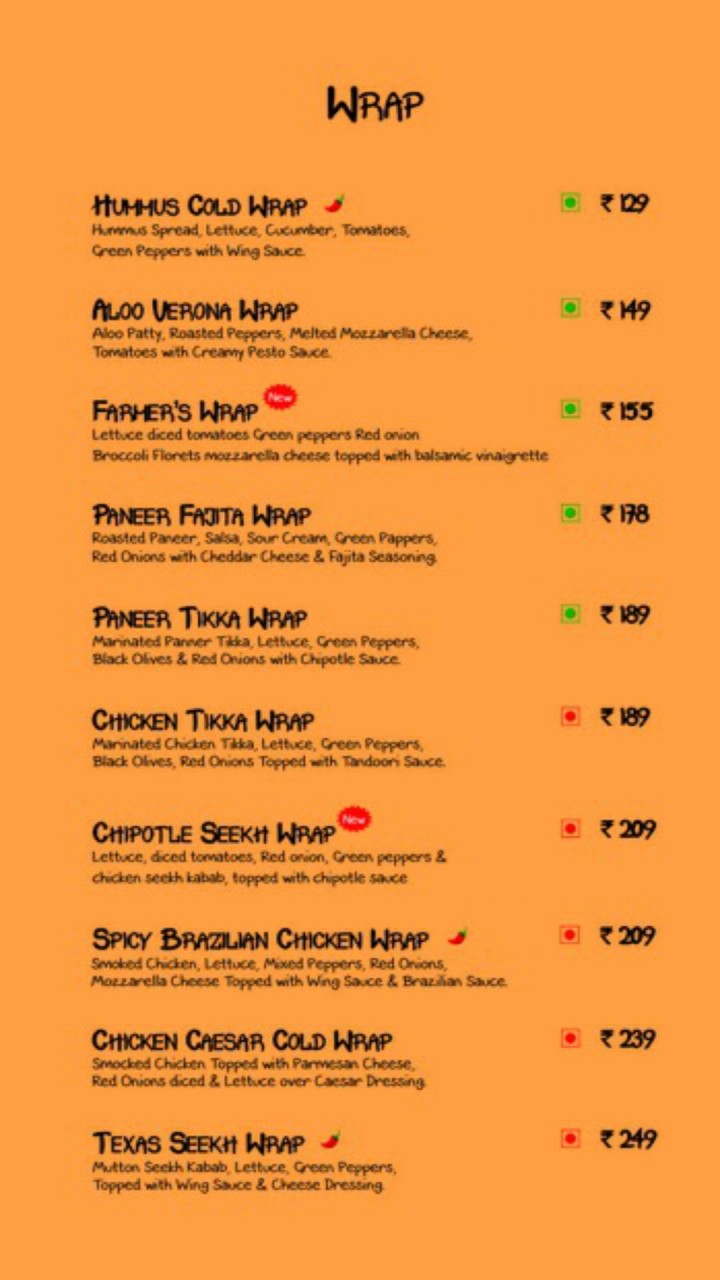 Wrap
Hummus Cold Wrap ₹ 129
Hummus Spread, Lettuce, Cucumber, Tomatoes,
Green Peppers with Wing Sauce.
Aloo Verona Wrap ₹ 149
Aloo Patty, Roasted Peppers, Melted Mozzarella Cheese,
Tomatoes with Creamy Pesto Sauce.
Farmer's Wrap New ₹ 155
Lettuce diced tomatoes Green peppers Red onion
Broccoli Florets mozzarella cheese topped with balsamic vinaigrette
Paneer Fajita Wrap ₹ 178
Roasted Paneer, Salsa, Sour Cream, Green Pappers,
Red Onions with Cheddar Cheese & Fajita Seasoning.
Paneer Tikka Wrap ₹ 189
Marinated Panner Tikka, Lettuce, Green Peppers,
Black Olives & Red Onions with Chipotle Sauce.
Chicken Tikka Wrap ₹ 189
Marinated Chicken Tikka, Lettuce, Green Peppers,
Black Olives, Red Onions Topped with Tandoori Sauce.
Chipotle Seekh Wrap New ₹ 209
Lettuce, diced tomatoes, Red onion, Green peppers &
chicken seekh kabab, topped with chipotle sauce
Spicy Brazilian Chicken Wrap ₹ 209
Smoked Chicken, Lettuce, Mixed Peppers, Red Onions,
Mozzarella Cheese Topped with Wing Sauce & Brazilian Sauce.
Chicken Caesar Cold Wrap ₹ 239
Smocked Chicken Topped with Parmesan Cheese,
Red Onions diced & Lettuce over Caesar Dressing.
Texas Seekh Wrap ₹ 249
Mutton Seekh Kabab, Lettuce, Green Peppers,
Topped with Wing Sauce & Cheese Dressing.